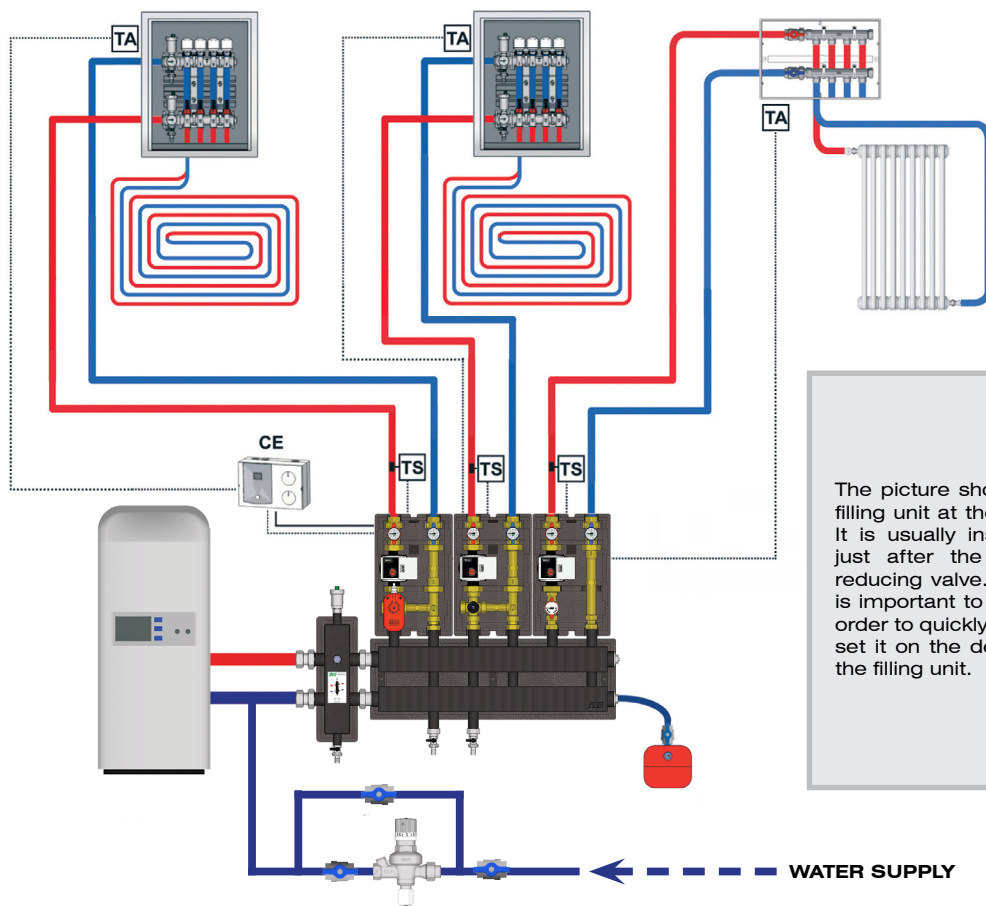 TA
TA
TA
CE
TS
TS
TS
The picture sho
filling unit at the
It is usually ins
just after the
reducing valve.
is important to
order to quickly
set it on the de
the filling unit.
WATER SUPPLY